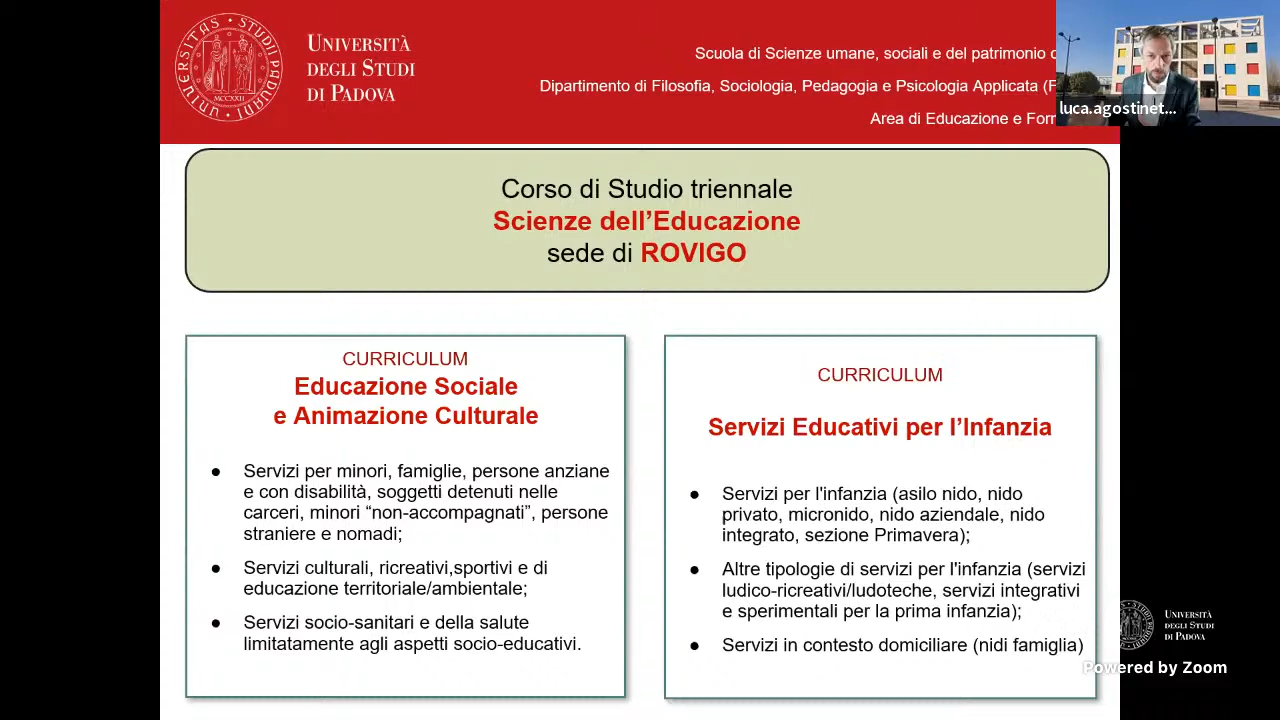 UNIVERSITÀ
DEGLI STUDI
DI PADOVA
UNIVERSITAS STUDII PADUANI
MCCXXII
Scuola di Scienze umane, sociali e del patrimonio
Dipartimento di Filosofia, Sociologia, Pedagogia e Psicologia Applicata (F
Area di Educazione e For
luca.agostinet...
Corso di Studio triennale
Scienze dell’Educazione
sede di ROVIGO
CURRICULUM
Educazione Sociale
e Animazione Culturale
● Servizi per minori, famiglie, persone anziane
e con disabilità, soggetti detenuti nelle
carceri, minori “non-accompagnati”, persone
straniere e nomadi;
● Servizi culturali, ricreativi,sportivi e di
educazione territoriale/ambientale;
● Servizi socio-sanitari e della salute
limitatamente agli aspetti socio-educativi.
CURRICULUM
Servizi Educativi per l’Infanzia
● Servizi per l'infanzia (asilo nido, nido
privato, micronido, nido aziendale, nido
integrato, sezione Primavera);
● Altre tipologie di servizi per l'infanzia (servizi
ludico-ricreativi/ludoteche, servizi integrativi
e sperimentali per la prima infanzia);
● Servizi in contesto domiciliare (nidi famiglia)
UNIVERSITÀ
DEGLI STUDI
DI PADOVA
Powered by Zoom